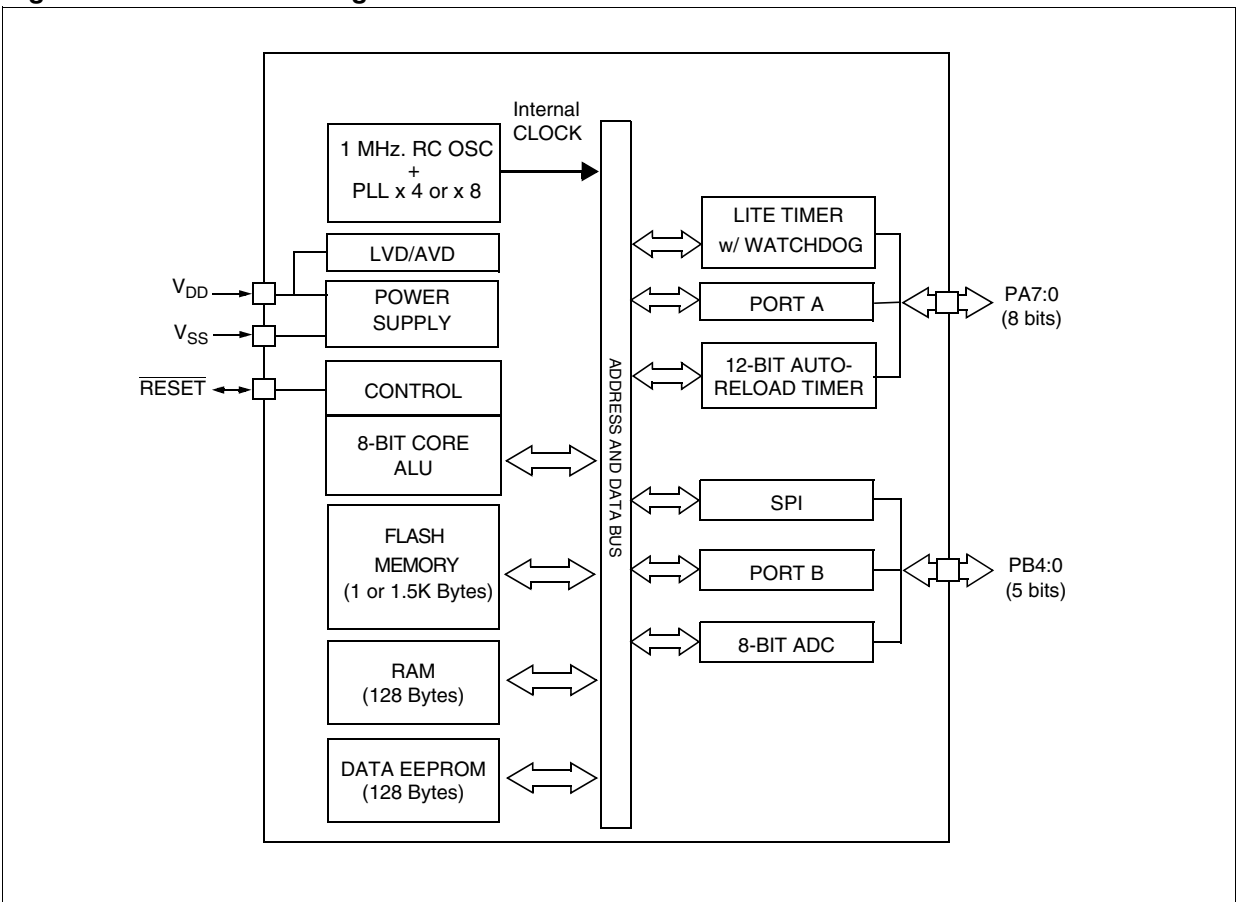 Internal
CLOCK
1 MHz. RC OSC
+
PLL x 4 or x 8
LVD/AVD
POWER
SUPPLY
VDD
VSS
RESET
CONTROL
8-BIT CORE
ALU
FLASH
MEMORY
(1 or 1.5K Bytes)
RAM
(128 Bytes)
DATA EEPROM
(128 Bytes)
ADDRESS AND DATA BUS
LITE TIMER
w/ WATCHDOG
PORT A
12-BIT AUTO-
RELOAD TIMER
PA7:0
(8 bits)
SPI
PORT B
8-BIT ADC
PB4:0
(5 bits)